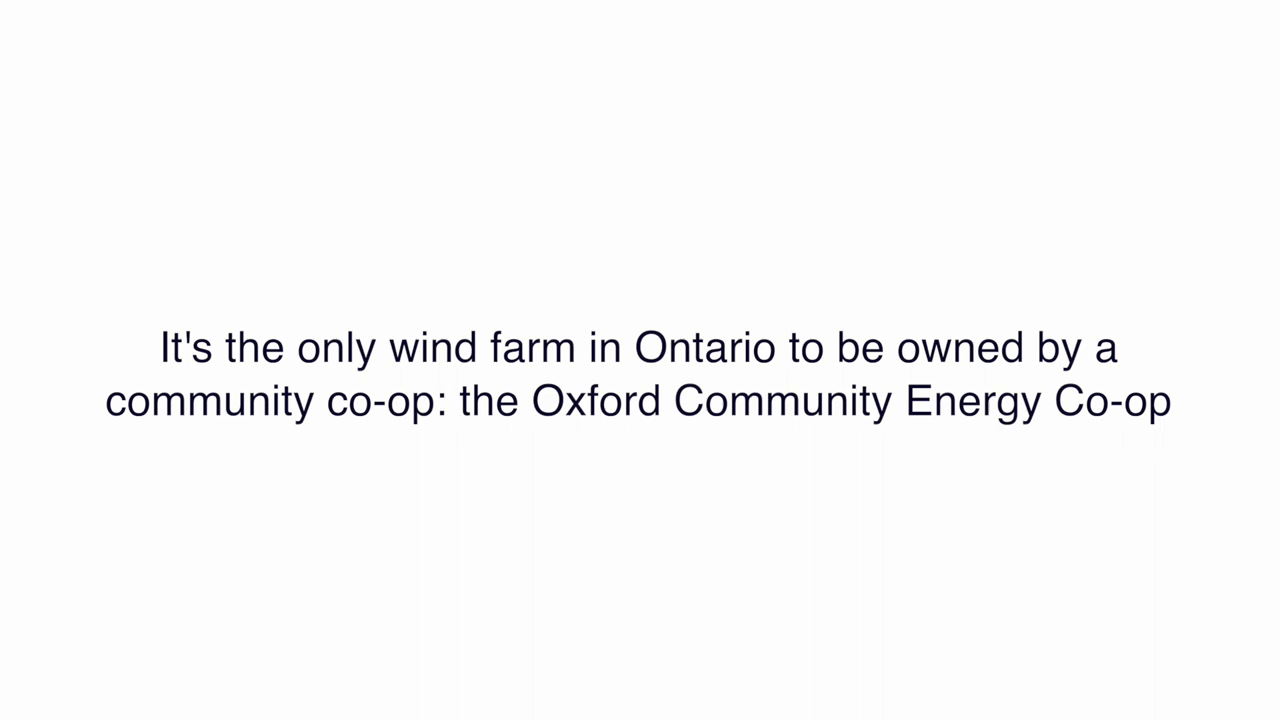 It's the only wind farm in Ontario to be owned by a
community co-op: the Oxford Community Energy Co-op